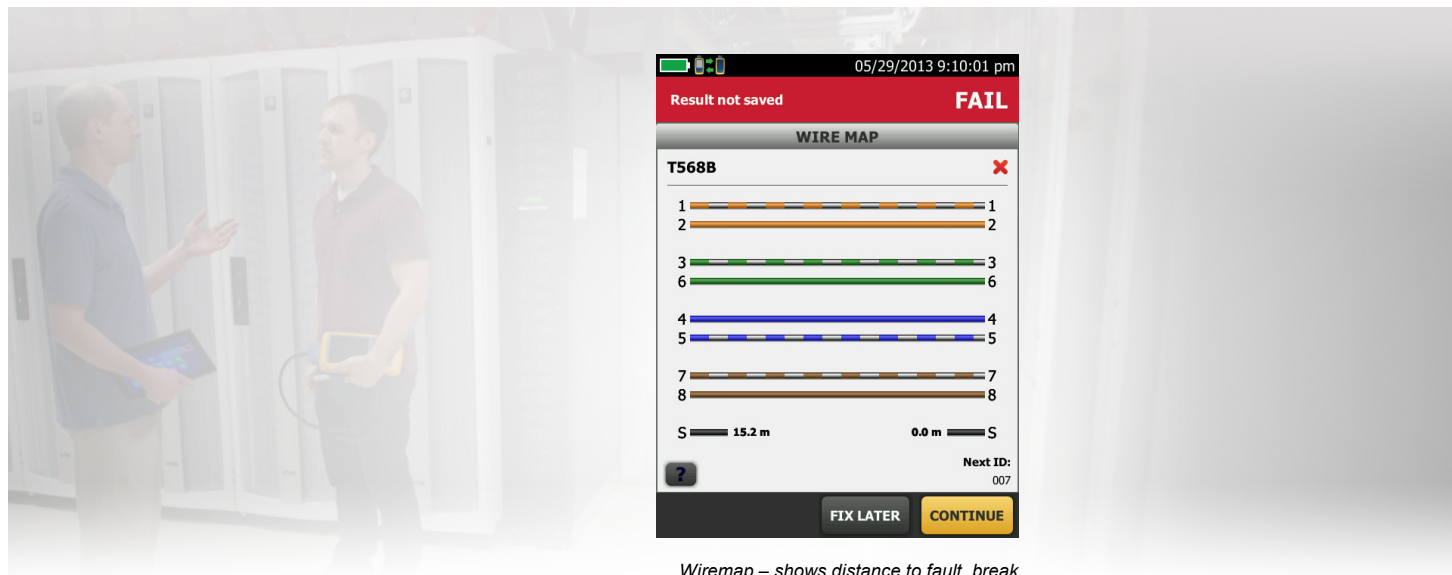 05/29/2013 9:10:01 pm
Result not saved FAIL
WIRE MAP
T568B
1 1
2 2
3 3
6 6
4 4
5 5
7 7
8 8
S 15.2 m 0.0 m S
Next ID:
? 007
FIX LATER CONTINUE
Wiremap – shows distance to fault, break